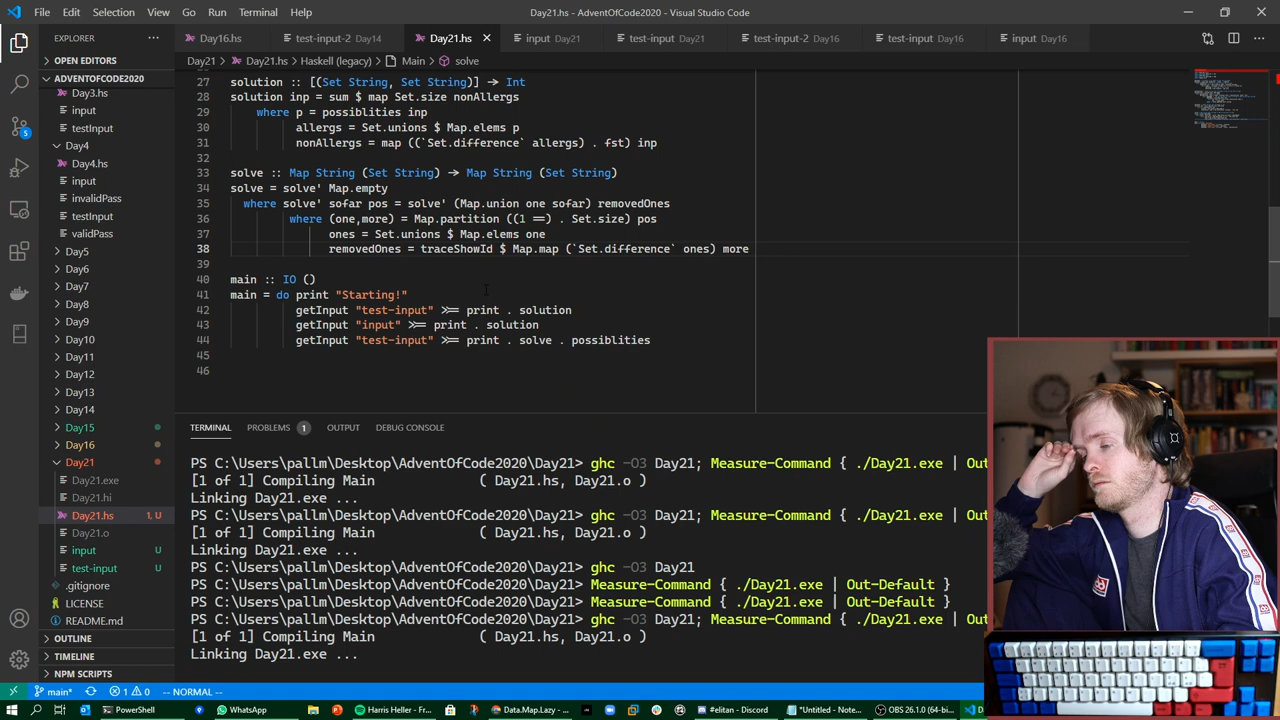 File Edit Selection View Go Run Terminal Help
Day21.hs - AdventOfCode2020 - Visual Studio Code
EXPLORER
Day16.hs test-input-2 Day14 Day21.hs input Day21 test-input Day21 test-input-2 Day16 test-input Day16 input Day16
OPEN EDITORS
Day21 > Day21.hs > Haskell (legacy) > Main > solve
ADVENTOFCODE2020
Day3.hs
input
testInput
Day4
Day4.hs
input
invalidPass
testInput
validPass
Day5
Day6
Day7
Day8
Day9
Day10
Day11
Day12
Day13
Day14
Day15
Day16
Day21
Day21.exe
Day21.hi
Day21.hs 1, U
Day21.o
input U
test-input U
.gitignore
LICENSE
README.md
OUTLINE
TIMELINE
NPM SCRIPTS
5
27 solution :: [(Set String, Set String)] -> Int
28 solution inp = sum $ map Set.size nonAllergs
29 where p = possiblities inp
30 allergs = Set.unions $ Map.elems p
31 nonAllergs = map ((`Set.difference` allergs) . fst) inp
32
33 solve :: Map String (Set String) -> Map String (Set String)
34 solve = solve' Map.empty
35 where solve' sofar pos = solve' (Map.union one sofar) removedOnes
36 where (one,more) = Map.partition ((1 ==) . Set.size) pos
37 ones = Set.unions $ Map.elems one
38 removedOnes = traceShowId $ Map.map (`Set.difference` ones) more
39
40 main :: IO ()
41 main = do print "Starting!"
42 getInput "test-input" >>= print . solution
43 getInput "input" >>= print . solution
44 getInput "test-input" >>= print . solve . possiblities
45
46
TERMINAL PROBLEMS 1 OUTPUT DEBUG CONSOLE
PS C:\Users\pallm\Desktop\AdventOfCode2020\Day21> ghc -O3 Day21; Measure-Command { ./Day21.exe | Out
[1 of 1] Compiling Main ( Day21.hs, Day21.o )
Linking Day21.exe ...
PS C:\Users\pallm\Desktop\AdventOfCode2020\Day21> ghc -O3 Day21; Measure-Command { ./Day21.exe | Out
[1 of 1] Compiling Main ( Day21.hs, Day21.o )
Linking Day21.exe ...
PS C:\Users\pallm\Desktop\AdventOfCode2020\Day21> ghc -O3 Day21
PS C:\Users\pallm\Desktop\AdventOfCode2020\Day21> Measure-Command { ./Day21.exe | Out-Default }
PS C:\Users\pallm\Desktop\AdventOfCode2020\Day21> Measure-Command { ./Day21.exe | Out-Default }
PS C:\Users\pallm\Desktop\AdventOfCode2020\Day21> ghc -O3 Day21; Measure-Command { ./Day21.exe | Out
[1 of 1] Compiling Main ( Day21.hs, Day21.o )
Linking Day21.exe ...
main* 1 0 -- NORMAL --
PowerShell WhatsApp Harris Heller - Fr... Data.Map.Lazy - ... #elitan - Discord *Untitled - Note... OBS 26.1.0 (64-bi...